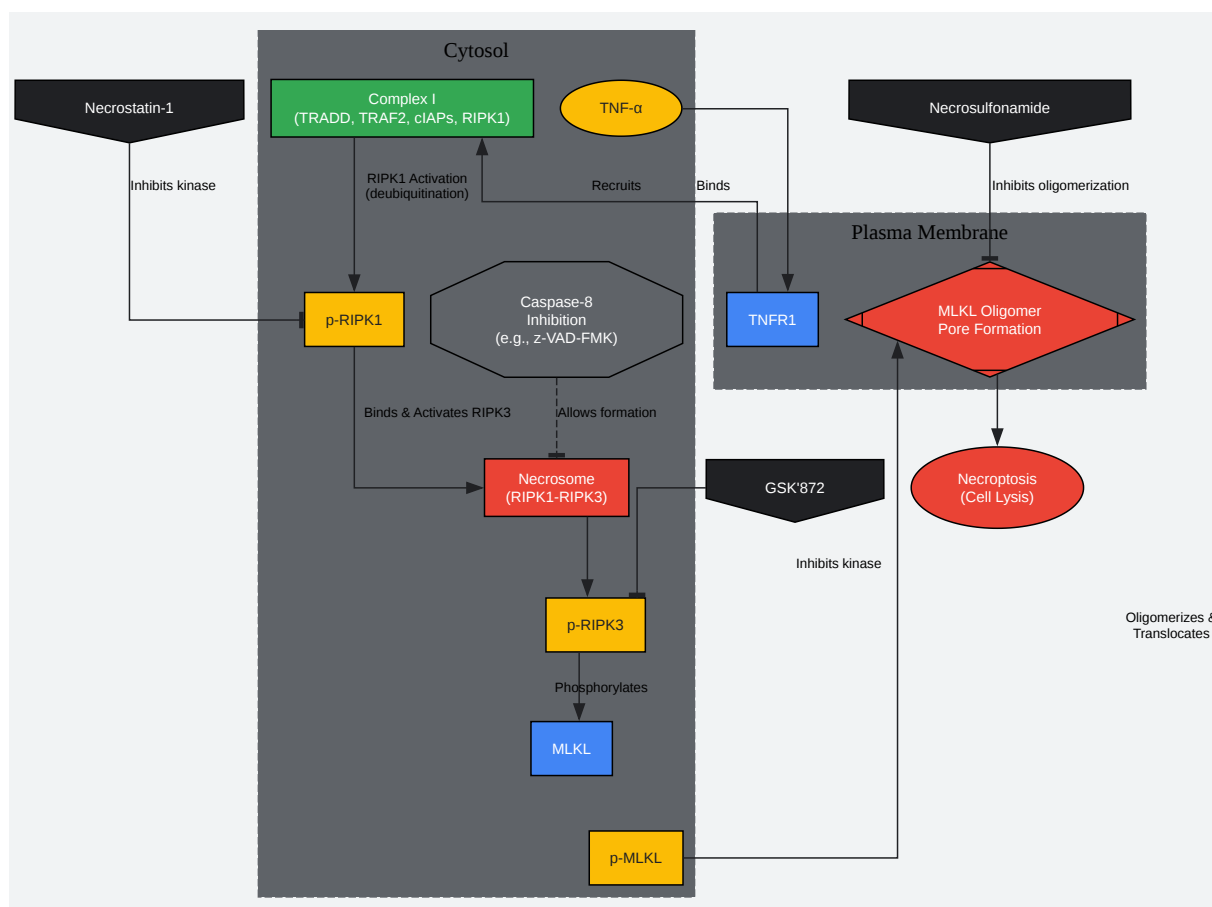 Cytosol
Necrostatin-1
Complex I
(TRADD, TRAF2, cIAPs, RIPK1)
TNF-α
Necrosulfonamide
Inhibits kinase
RIPK1 Activation
(deubiquitination)
Recruits
Binds
Inhibits oligomerization
Plasma Membrane
p-RIPK1
Caspase-8
Inhibition
(e.g., z-VAD-FMK)
TNFR1
MLKL Oligomer
Pore Formation
Binds & Activates RIPK3
Allows formation
Necrosome
(RIPK1-RIPK3)
GSK'872
Necroptosis
(Cell Lysis)
Inhibits kinase
p-RIPK3
Oligomerizes &
Translocates
Phosphorylates
MLKL
p-MLKL